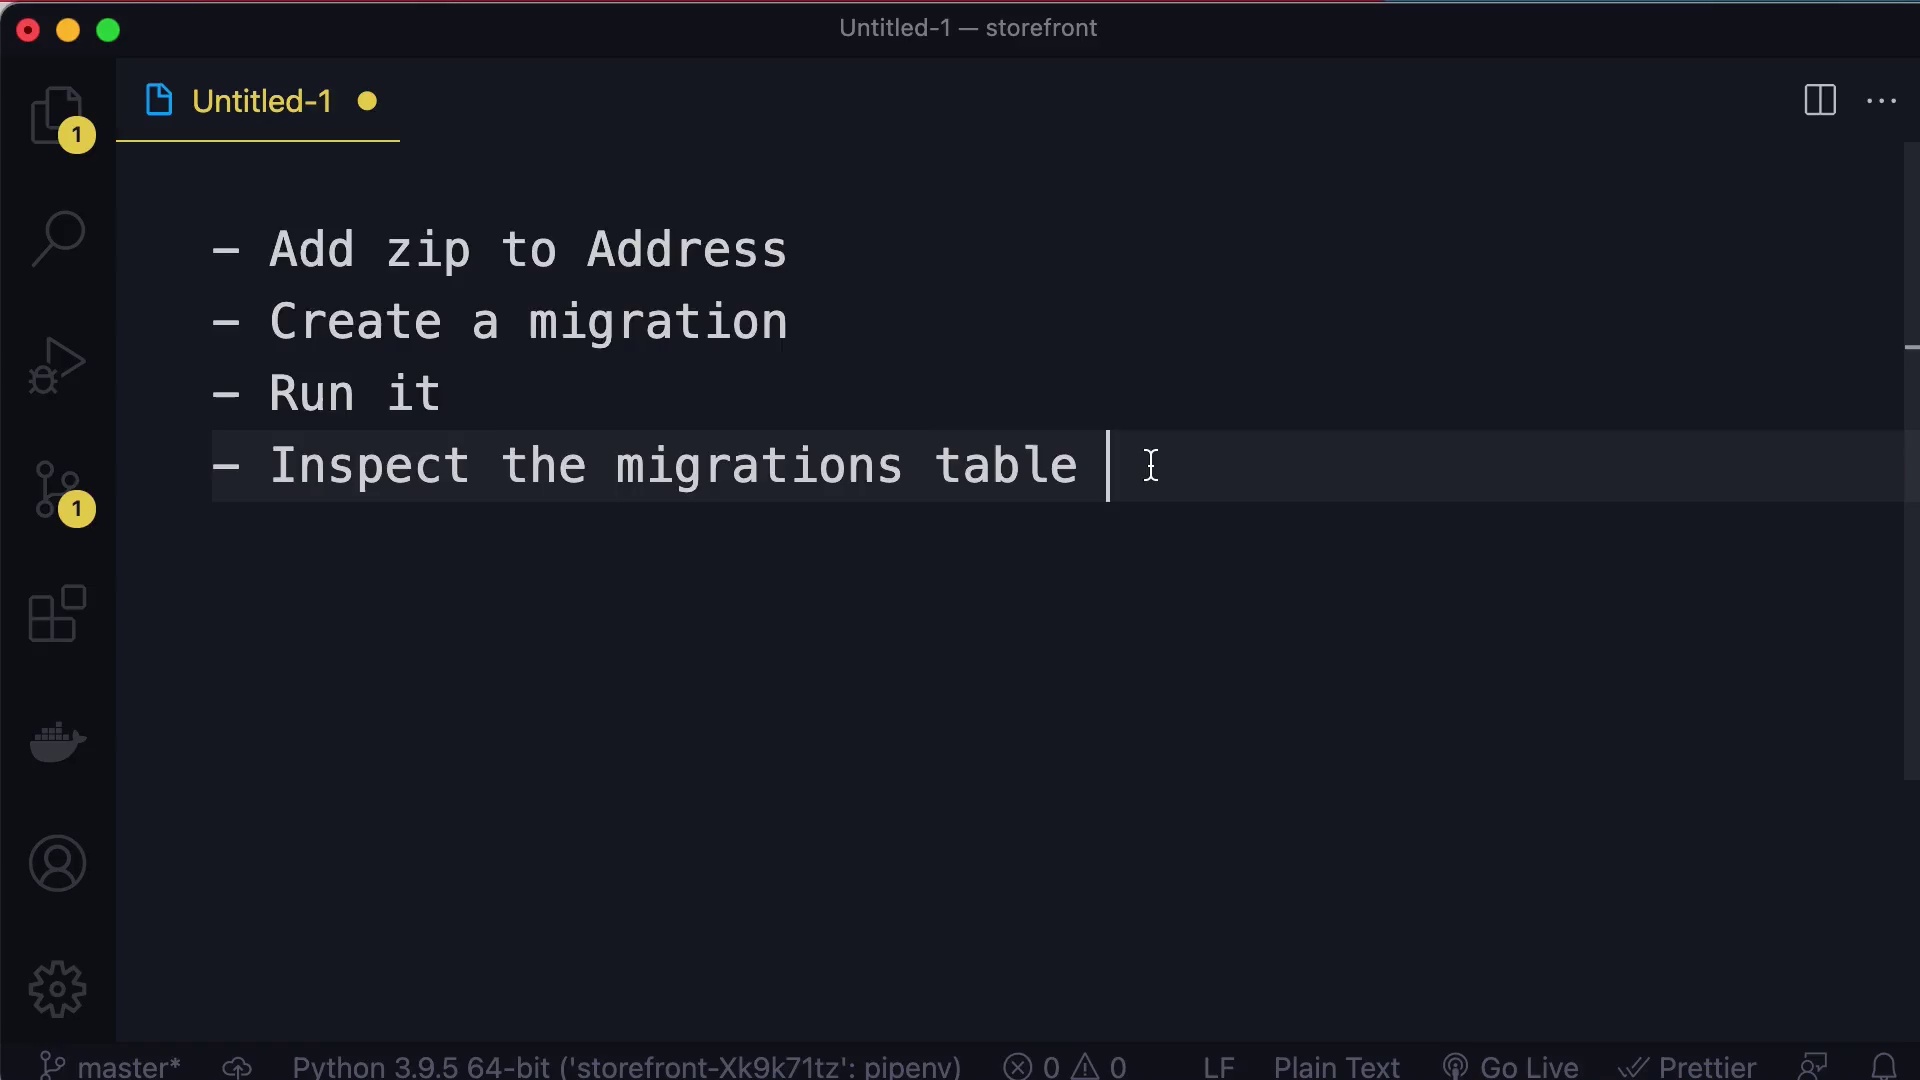 Untitled-1 — storefront
Untitled-1
1
- Add zip to Address
- Create a migration
- Run it
- Inspect the migrations table
1
master* Python 3.9.5 64-bit ('storefront-Xk9k71tz': pipenv) 0 0 LF Plain Text Go Live Prettier